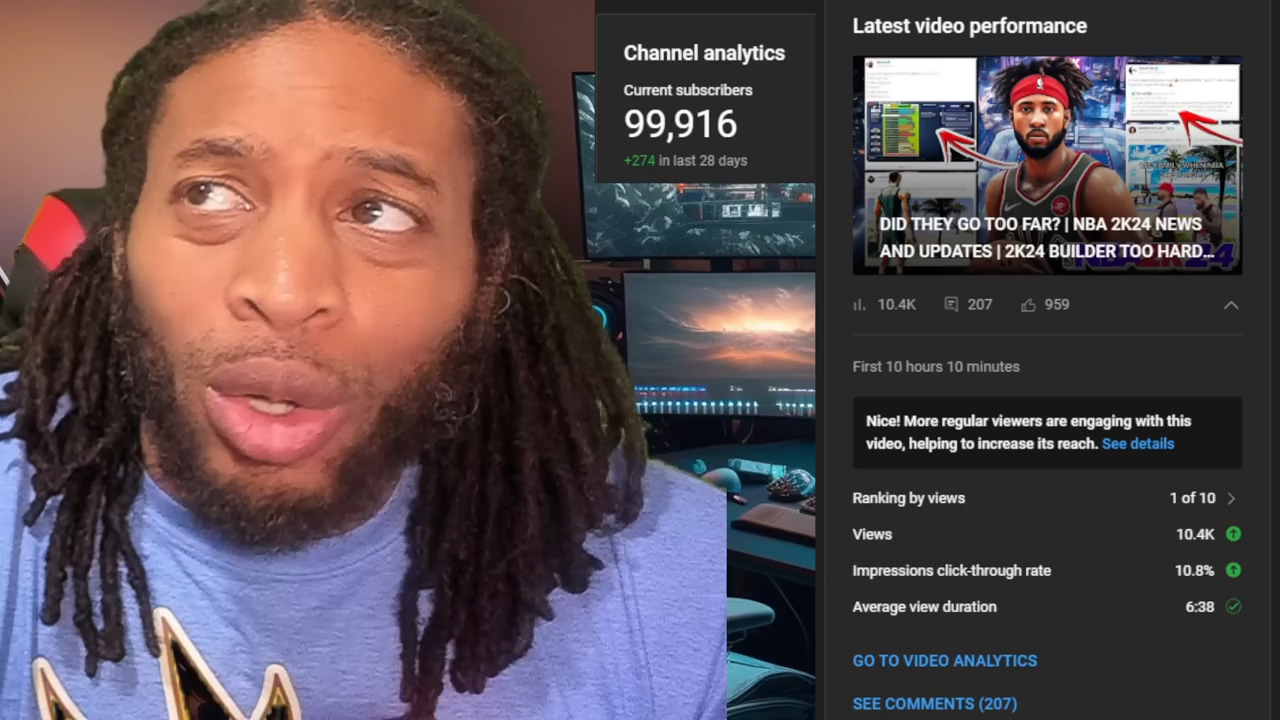 Channel analytics
Current subscribers
99,916
+274 in last 28 days
Latest video performance
DID THEY GO TOO FAR? | NBA 2K24 NEWS
AND UPDATES | 2K24 BUILDER TOO HARD...
10.4K 207 959
First 10 hours 10 minutes
Nice! More regular viewers are engaging with this
video, helping to increase its reach. See details
Ranking by views 1 of 10
Views 10.4K
Impressions click-through rate 10.8%
Average view duration 6:38
GO TO VIDEO ANALYTICS
SEE COMMENTS (207)